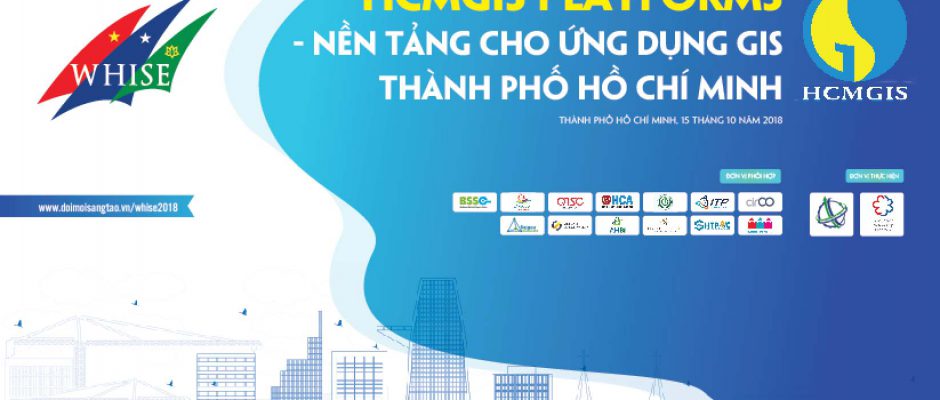 HCMGIS PLATFORMS
- NỀN TẢNG CHO ỨNG DỤNG GIS
THÀNH PHỐ HỒ CHÍ MINH
THÀNH PHỐ HỒ CHÍ MINH, 15 THÁNG 10 NĂM 2018
WHISE
HCMGIS
www.doimoisangtao.vn/whise2018
ĐƠN VỊ PHỐI HỢP
ĐƠN VỊ THỰC HIỆN
BSSC
QTSC
HCA
ITP
cirCO